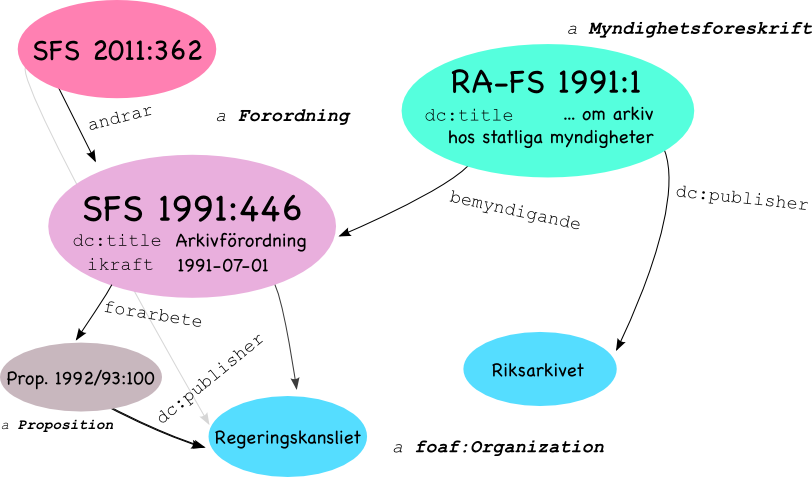 a Myndighetsforeskrift
SFS 2011:362
RA-FS 1991:1
dc:title ... om arkiv
hos statliga myndigheter
andrar
a Forordning
SFS 1991:446
dc:title Arkivförordning
ikraft 1991-07-01
bemyndigande
dc:publisher
forarbete
dc:publisher
Prop. 1992/93:100
a Proposition
Riksarkivet
Regeringskansliet
a foaf:Organization